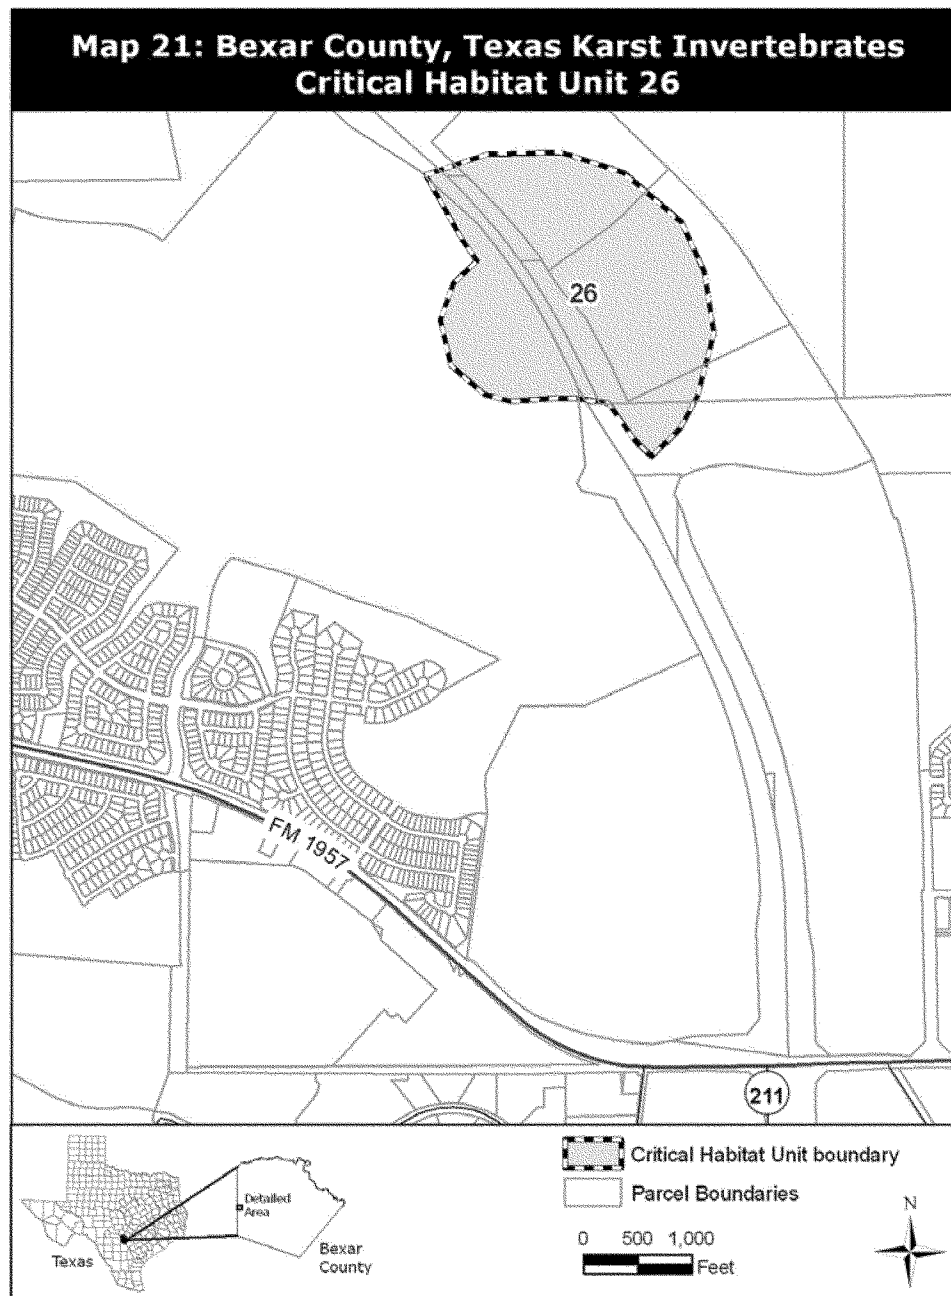 Map 21: Bexar County, Texas Karst Invertebrates
Critical Habitat Unit 26
26
FM 1957
211
Texas
Detailed
Area
Bexar
County
Critical Habitat Unit boundary
Parcel Boundaries
0 500 1,000
Feet
N